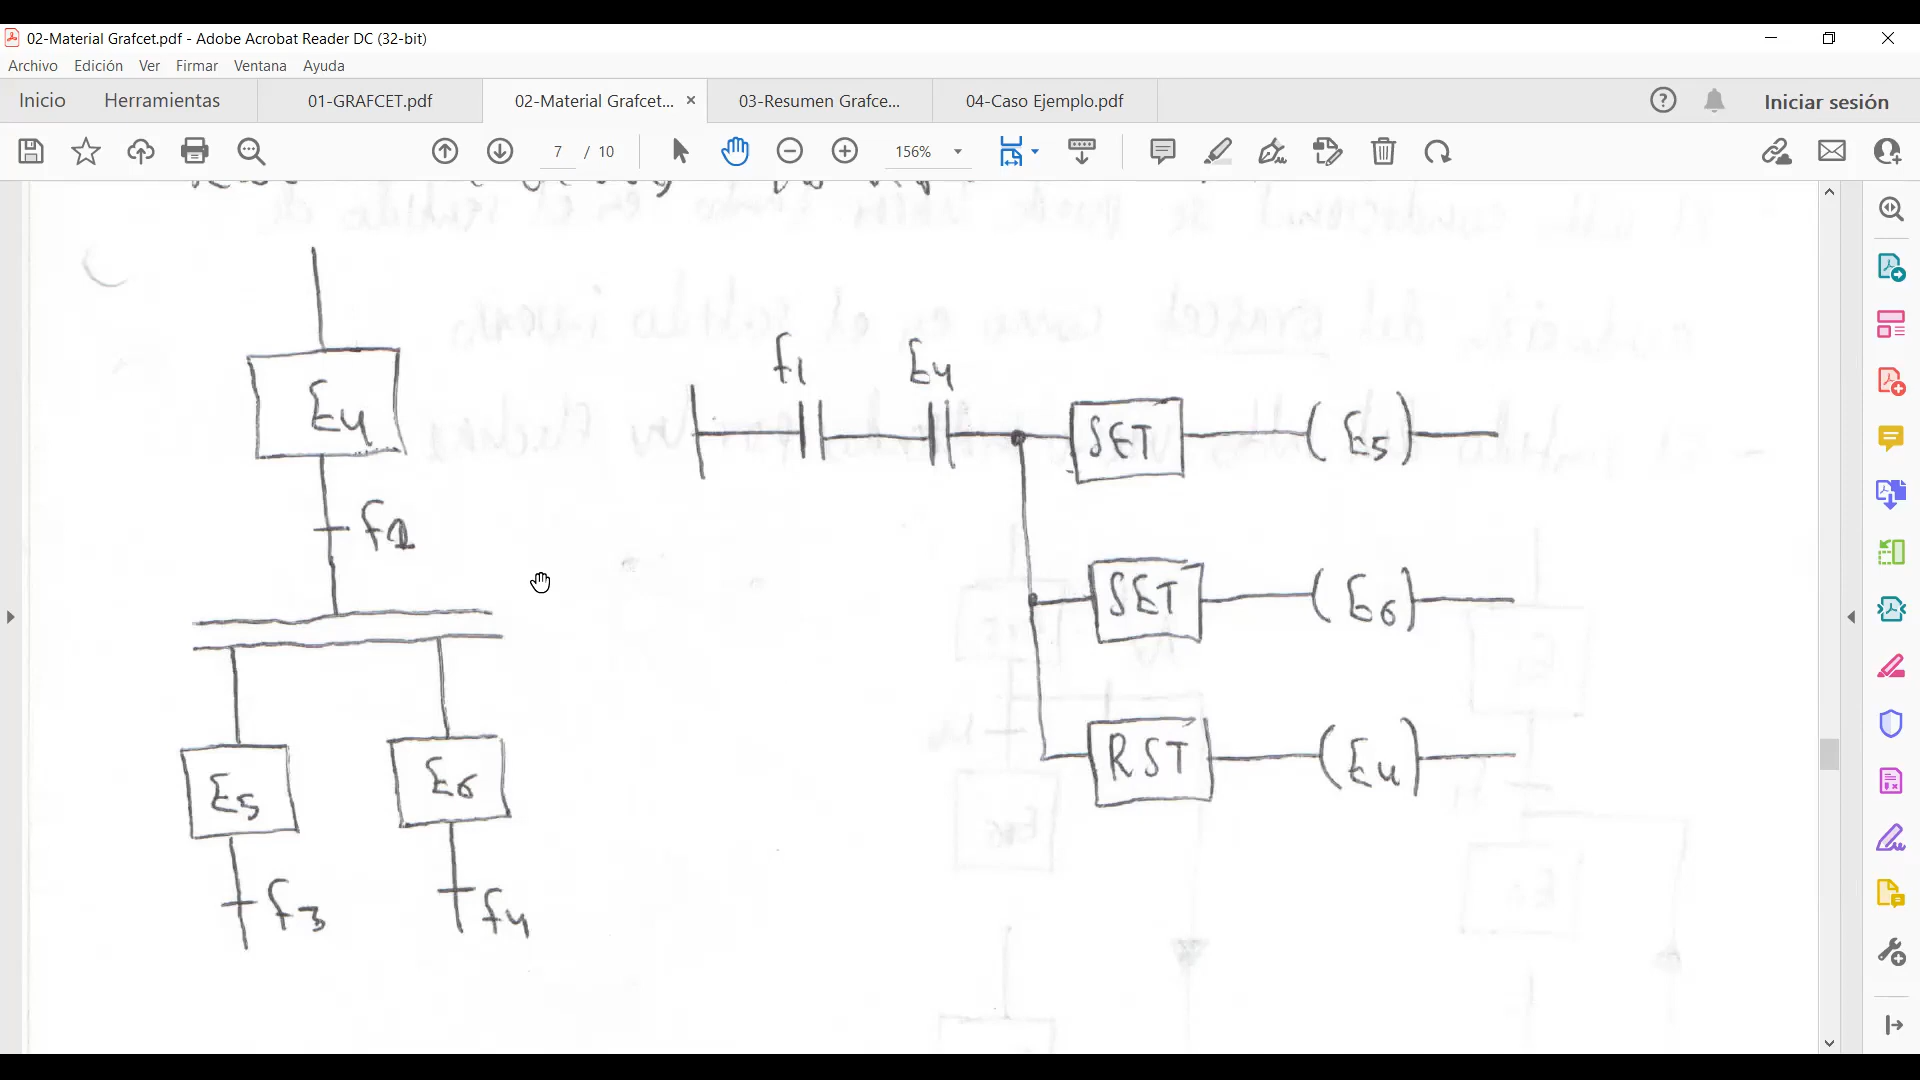 02-Material Grafcet.pdf - Adobe Acrobat Reader DC (32-bit)
Archivo Edición Ver Firmar Ventana Ayuda
Inicio Herramientas 01-GRAFCET.pdf 02-Material Grafcet... × 03-Resumen Grafce... 04-Caso Ejemplo.pdf Iniciar sesión
7 / 10 156%
E4
f1
E5
E6
f3
f4
f1 E4
SET (E5)
SET (E6)
RST (E4)